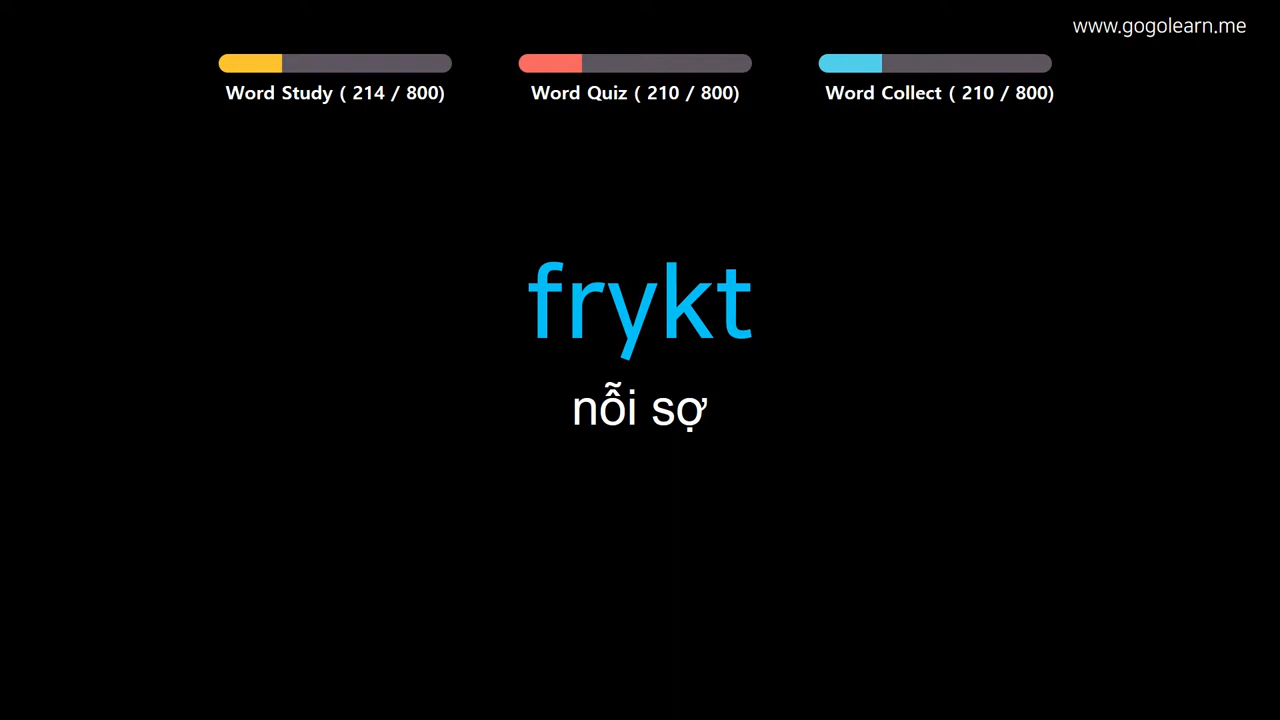 www.gogolearn.me
Word Study ( 214 / 800)
Word Quiz ( 210 / 800)
Word Collect ( 210 / 800)
frykt
nỗi sợ